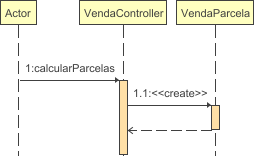 Actor VendaController VendaParcela
1:calcularParcelas
1.1:<<create>>